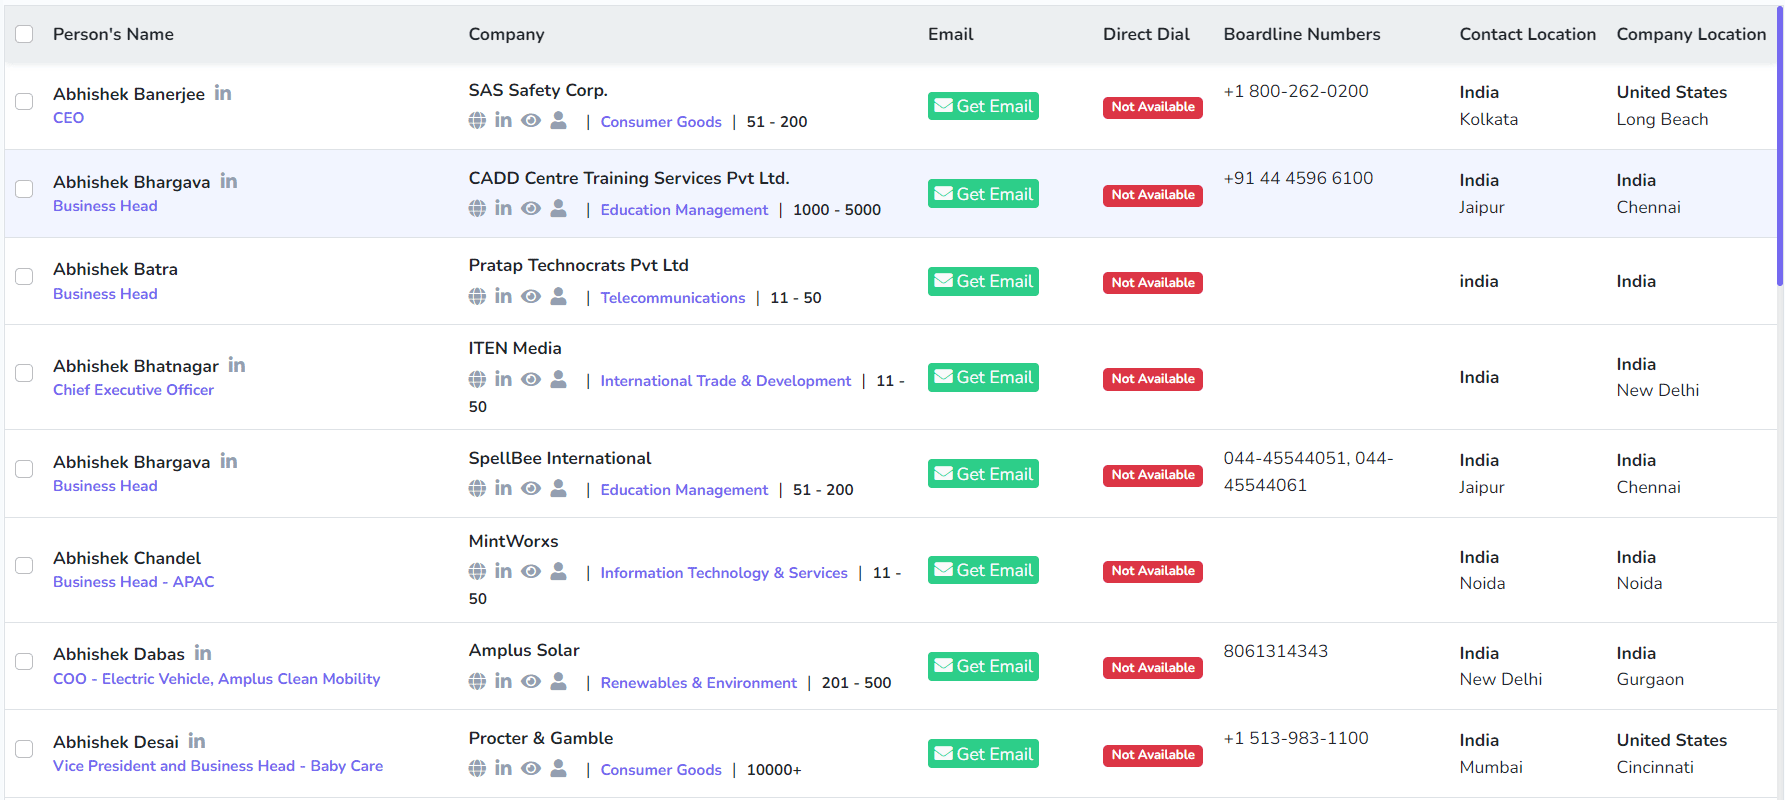 Person's Name Company Email Direct Dial Boardline Numbers Contact Location Company Location
Abhishek Banerjee in
CEO
SAS Safety Corp.
in | Consumer Goods | 51 - 200
Get Email
Not Available
+1 800-262-0200
India
Kolkata
United States
Long Beach
Abhishek Bhargava in
Business Head
CADD Centre Training Services Pvt Ltd.
in | Education Management | 1000 - 5000
Get Email
Not Available
+91 44 4596 6100
India
Jaipur
India
Chennai
Abhishek Batra
Business Head
Pratap Technocrats Pvt Ltd
in | Telecommunications | 11 - 50
Get Email
Not Available
india
India
Abhishek Bhatnagar in
Chief Executive Officer
ITEN Media
in | International Trade & Development | 11 -
50
Get Email
Not Available
India
India
New Delhi
Abhishek Bhargava in
Business Head
SpellBee International
in | Education Management | 51 - 200
Get Email
Not Available
044-45544051, 044-
45544061
India
Jaipur
India
Chennai
Abhishek Chandel
Business Head - APAC
MintWorxs
in | Information Technology & Services | 11 -
50
Get Email
Not Available
India
Noida
India
Noida
Abhishek Dabas in
COO - Electric Vehicle, Amplus Clean Mobility
Amplus Solar
in | Renewables & Environment | 201 - 500
Get Email
Not Available
8061314343
India
New Delhi
India
Gurgaon
Abhishek Desai in
Vice President and Business Head - Baby Care
Procter & Gamble
in | Consumer Goods | 10000+
Get Email
Not Available
+1 513-983-1100
India
Mumbai
United States
Cincinnati